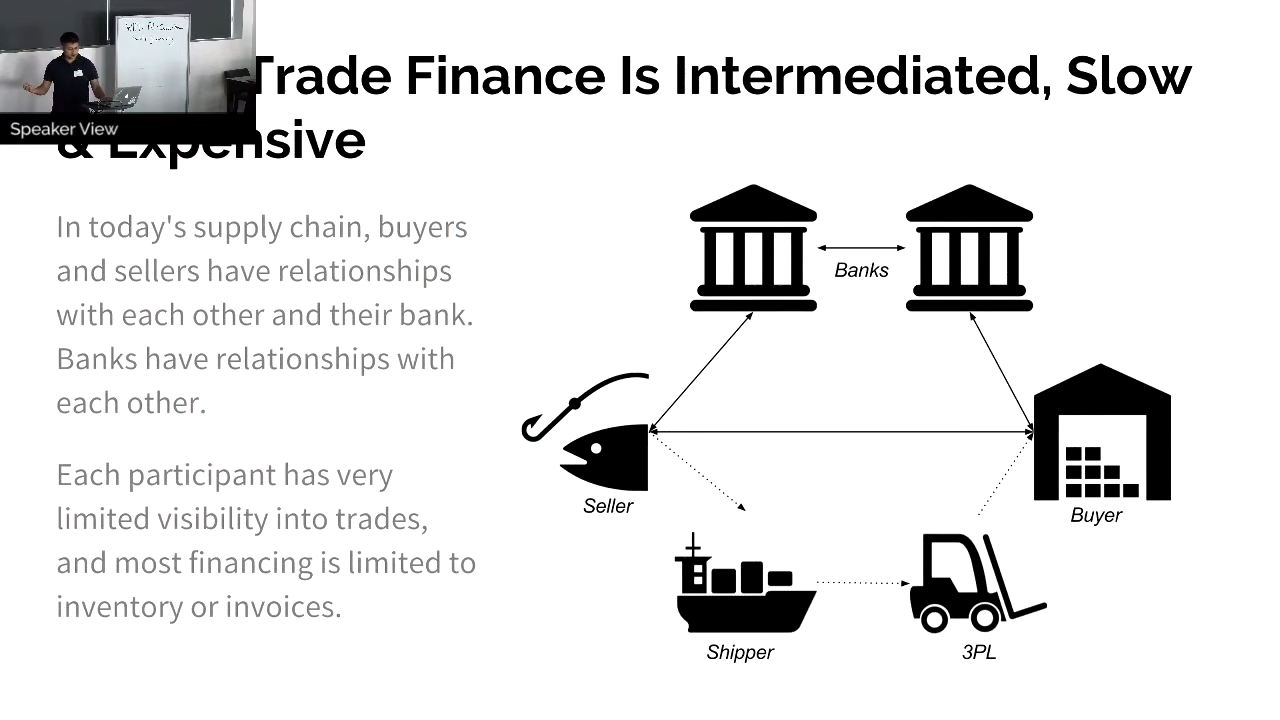 Trade Finance Is Intermediated, Slow
& Expensive
Speaker View
In today's supply chain, buyers
and sellers have relationships
with each other and their bank.
Banks have relationships with
each other.
Each participant has very
limited visibility into trades,
and most financing is limited to
inventory or invoices.
Banks
Seller
Buyer
Shipper
3PL